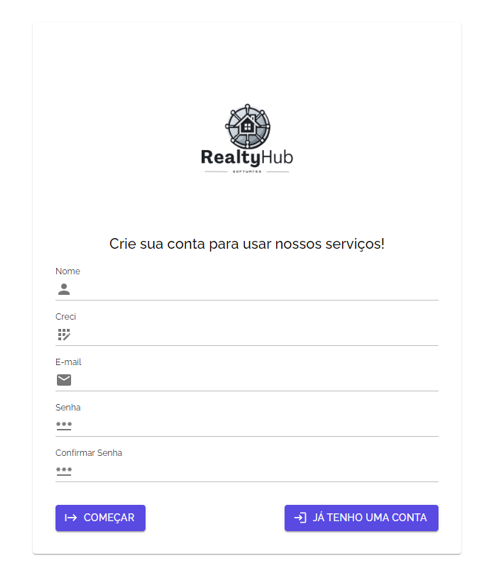 RealtyHub
SOFTWARES
Crie sua conta para usar nossos serviços!
Nome
Creci
E-mail
Senha
Confirmar Senha
COMEÇAR
JÁ TENHO UMA CONTA